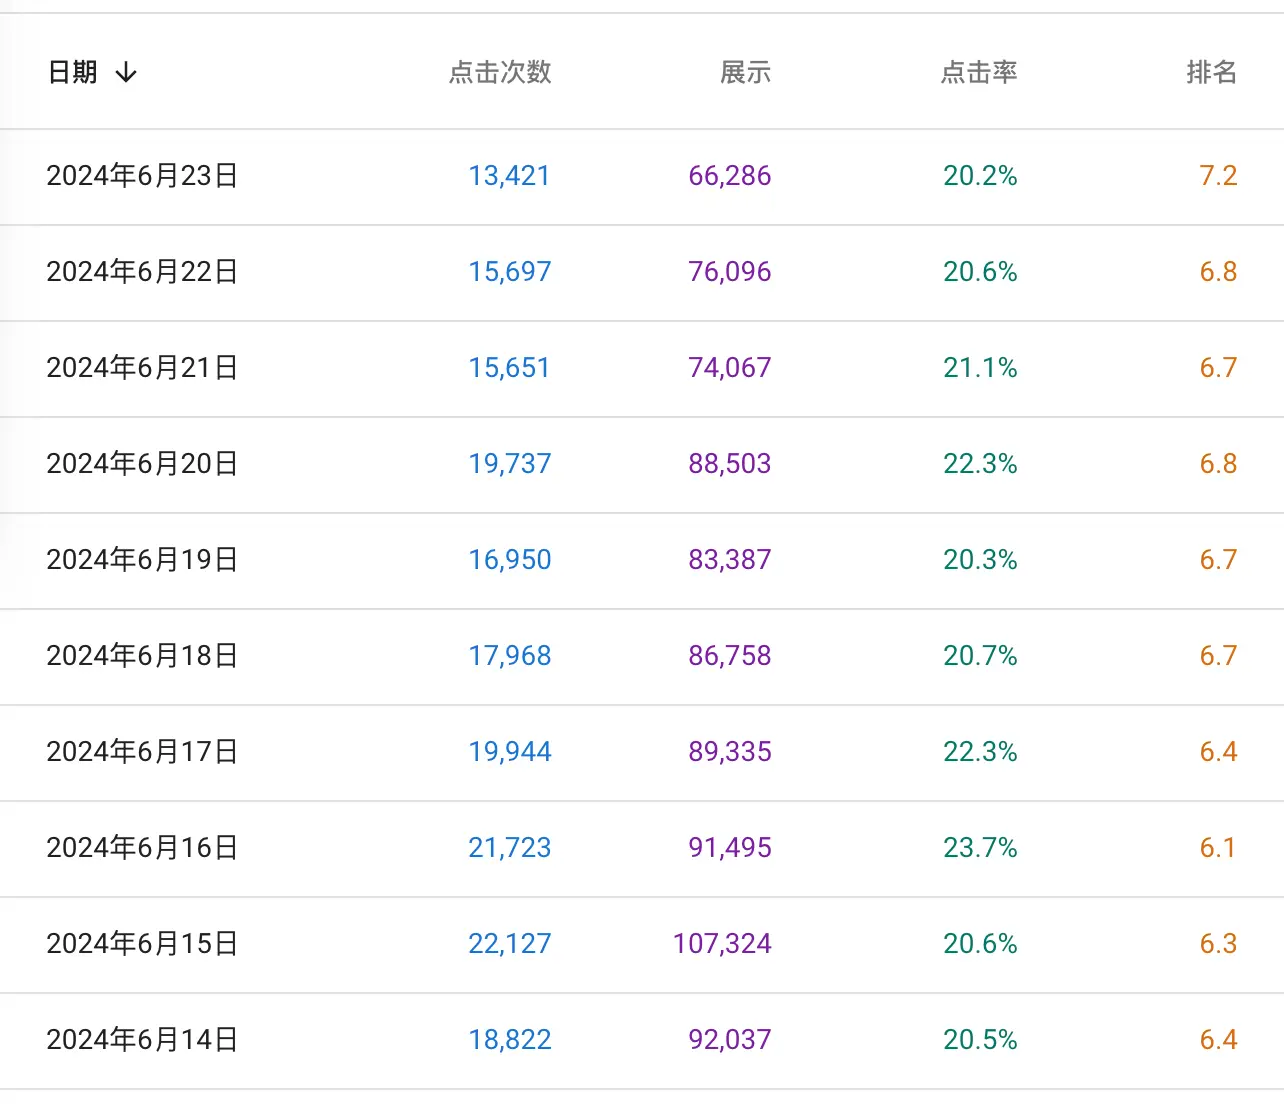 日期 ↓ 点击次数 展示 点击率 排名
2024年6月23日 13,421 66,286 20.2% 7.2
2024年6月22日 15,697 76,096 20.6% 6.8
2024年6月21日 15,651 74,067 21.1% 6.7
2024年6月20日 19,737 88,503 22.3% 6.8
2024年6月19日 16,950 83,387 20.3% 6.7
2024年6月18日 17,968 86,758 20.7% 6.7
2024年6月17日 19,944 89,335 22.3% 6.4
2024年6月16日 21,723 91,495 23.7% 6.1
2024年6月15日 22,127 107,324 20.6% 6.3
2024年6月14日 18,822 92,037 20.5% 6.4